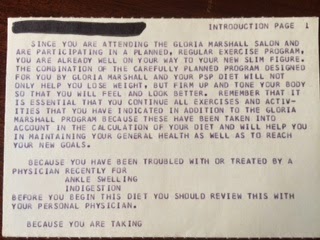 INTRODUCTION PAGE 1
SINCE YOU ARE ATTENDING THE GLORIA MARSHALL SALON AND
ARE PARTICIPATING IN A PLANNED, REGULAR EXERCISE PROGRAM,
YOU ARE ALREADY WELL ON YOUR WAY TO YOUR NEW SLIM FIGURE.
THE COMBINATION OF THE CAREFULLY PLANNED PROGRAM DESIGNED
FOR YOU BY GLORIA MARSHALL AND YOUR PSP DIET WILL NOT
ONLY HELP YOU LOSE WEIGHT, BUT FIRM UP AND TONE YOUR BODY
SO THAT YOU WILL FEEL AND LOOK BETTER. REMEMBER THAT IT
IS ESSENTIAL THAT YOU CONTINUE ALL EXERCISES AND ACTIV-
ITIES THAT YOU HAVE INDICATED IN ADDITION TO THE GLORIA
MARSHALL PROGRAM BECAUSE THESE HAVE BEEN TAKEN INTO
ACCOUNT IN THE CALCULATION OF YOUR DIET AND WILL HELP YOU
IN MAINTAINING YOUR GENERAL HEALTH AS WELL AS TO REACH
YOUR NEW GOALS.
BECAUSE YOU HAVE BEEN TROUBLED WITH OR TREATED BY A
PHYSICIAN RECENTLY FOR
ANKLE SWELLING
INDIGESTION
BEFORE YOU BEGIN THIS DIET YOU SHOULD REVIEW THIS WITH
YOUR PERSONAL PHYSICIAN.
BECAUSE YOU ARE TAKING